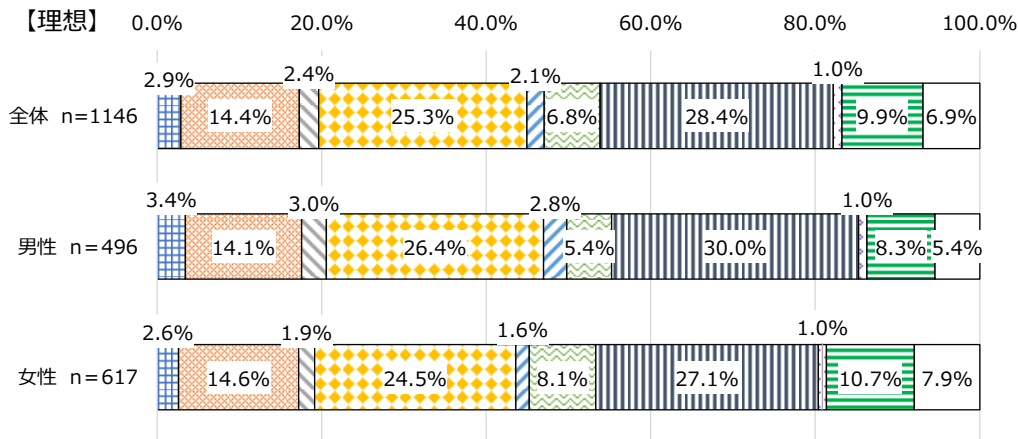 【理想】 0.0% 20.0% 40.0% 60.0% 80.0% 100.0%
2.9% 2.4% 2.1% 1.0%
全体 n=1146 14.4% 25.3% 6.8% 28.4% 9.9% 6.9%
3.4% 3.0% 2.8% 1.0%
男性 n=496 14.1% 26.4% 5.4% 30.0% 8.3% 5.4%
2.6% 1.9% 1.6% 1.0%
女性 n=617 14.6% 24.5% 8.1% 27.1% 10.7% 7.9%